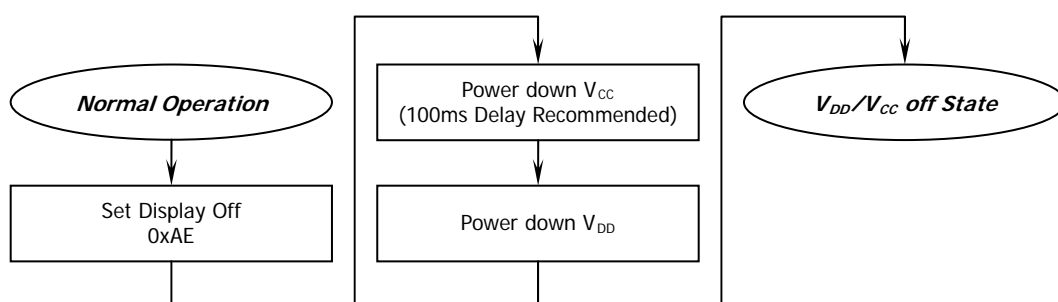 Normal Operation
Set Display Off
0xAE
Power down VCC
(100ms Delay Recommended)
Power down VDD
VDD/VCC off State